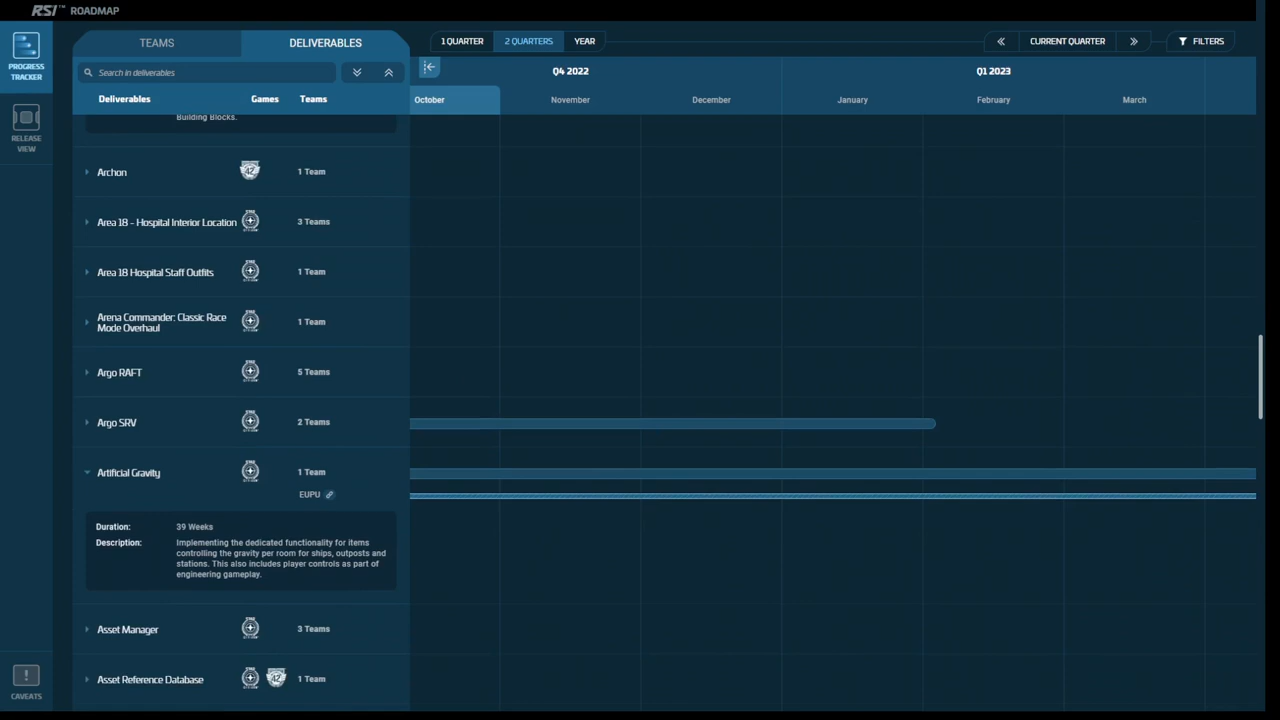 RSI™ ROADMAP
PROGRESS
TRACKER
RELEASE
VIEW
CAVEATS
TEAMS
DELIVERABLES
1 QUARTER
2 QUARTERS
YEAR
CURRENT QUARTER
FILTERS
Search in deliverables
Q4 2022
Q1 2023
Deliverables
Games
Teams
October
November
December
January
February
March
Building Blocks.
Archon
42
1 Team
Area 18 - Hospital Interior Location
3 Teams
Area 18 Hospital Staff Outfits
1 Team
Arena Commander: Classic Race
Mode Overhaul
1 Team
Argo RAFT
5 Teams
Argo SRV
2 Teams
Artificial Gravity
1 Team
EUPU
Duration:
39 Weeks
Description:
Implementing the dedicated functionality for items
controlling the gravity per room for ships, outposts and
stations. This also includes player controls as part of
engineering gameplay.
Asset Manager
3 Teams
Asset Reference Database
42
1 Team